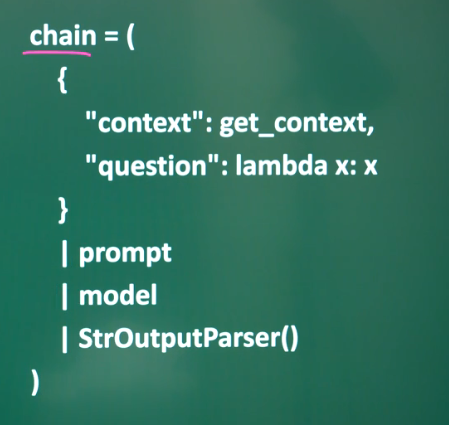 chain = (
{
"context": get_context,
"question": lambda x: x
}
| prompt
| model
| StrOutputParser()
)